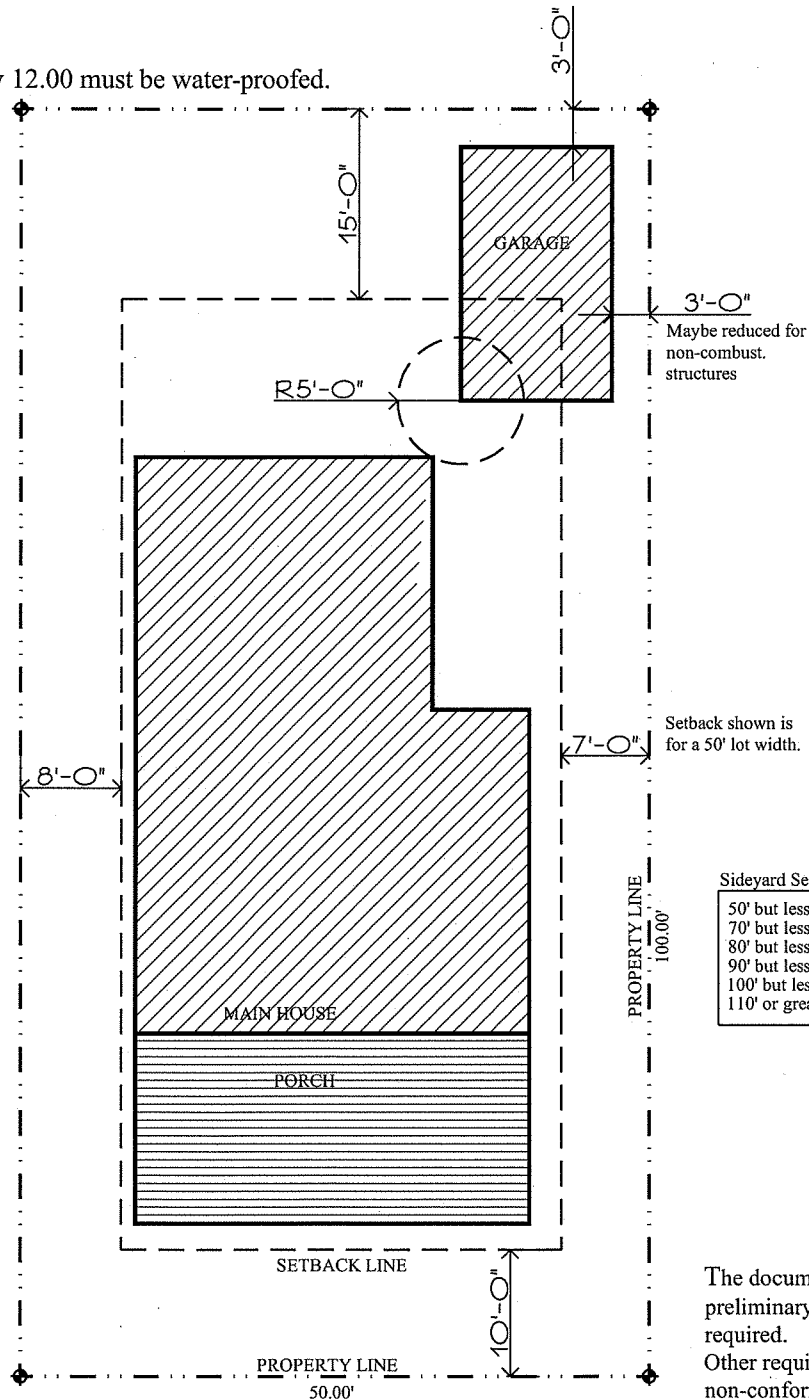 3'-0"
12.00 must be water-proofed.
15'-0"
GARAGE
3'-0"
Maybe reduced for
non-combust.
structures
R5'-0"
Setback shown is
for a 50' lot width.
7'-0"
8'-0"
PROPERTY LINE
100.00'
Sideyard Se
50' but less
70' but less
80' but less
90' but less
100' but les
110' or grea
MAIN HOUSE
PORCH
SETBACK LINE
10'-0"
The docum
preliminary
required.
Other requi
non-confor
PROPERTY LINE
50.00'